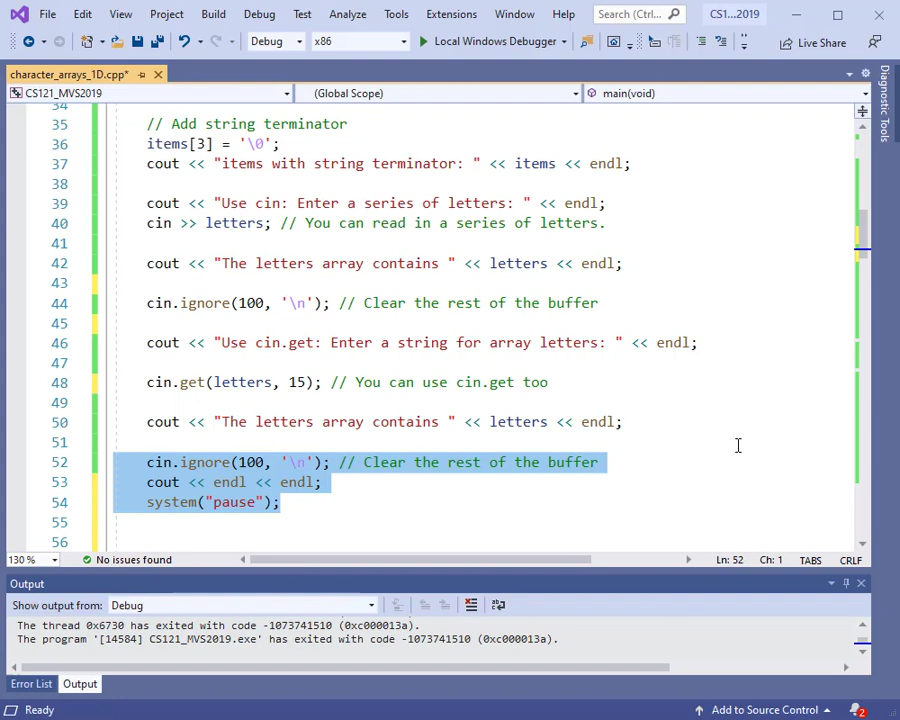 File Edit View Project Build Debug Test Analyze Tools Extensions Window Help Search (Ctrl... CS1...2019
Debug x86 Local Windows Debugger Live Share
character_arrays_1D.cpp*
CS121_MVS2019 (Global Scope) main(void)
Diagnostic Tools
34
35 // Add string terminator
36 items[3] = '\0';
37 cout << "items with string terminator: " << items << endl;
38
39 cout << "Use cin: Enter a series of letters: " << endl;
40 cin >> letters; // You can read in a series of letters.
41
42 cout << "The letters array contains " << letters << endl;
43
44 cin.ignore(100, '\n'); // Clear the rest of the buffer
45
46 cout << "Use cin.get: Enter a string for array letters: " << endl;
47
48 cin.get(letters, 15); // You can use cin.get too
49
50 cout << "The letters array contains " << letters << endl;
51
52 cin.ignore(100, '\n'); // Clear the rest of the buffer
53 cout << endl << endl;
54 system("pause");
55
56
130 % No issues found Ln: 52 Ch: 1 TABS CRLF
Output
Show output from: Debug
The thread 0x6730 has exited with code -1073741510 (0xc000013a).
The program '[14584] CS121_MVS2019.exe' has exited with code -1073741510 (0xc000013a).
Error List Output
Ready Add to Source Control 2